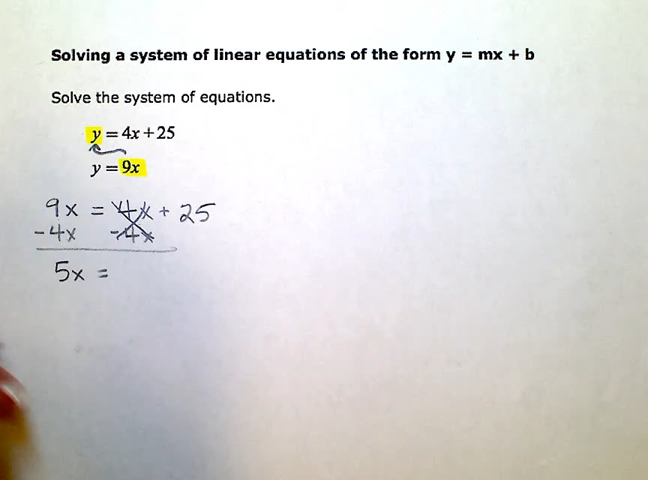 Solving a system of linear equations of the form y = mx + b
Solve the system of equations.
y = 4x + 25
y = 9x
9x = 4x + 25
-4x -4x
5x =